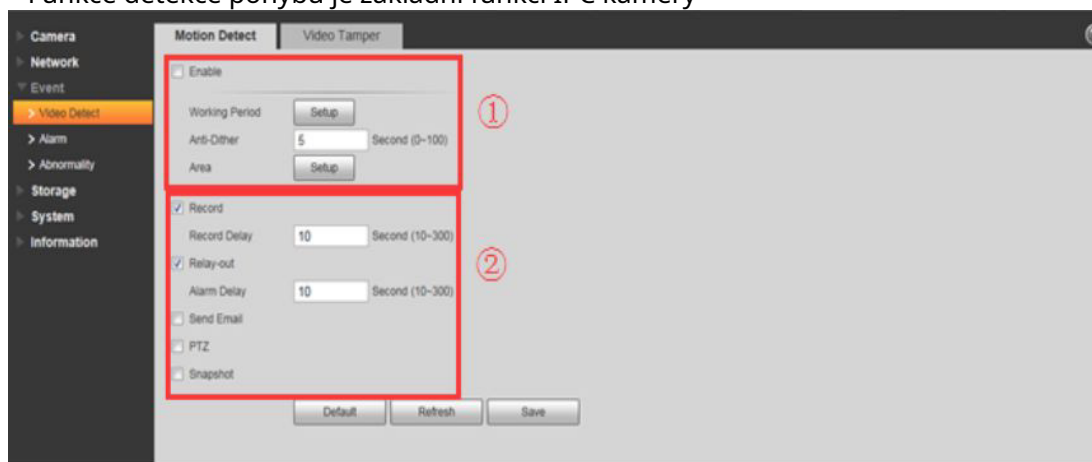 Funkce detekce pohybu je základní funkcí IPC kamery
Camera
Network
Event
> Video Detect
> Alarm
> Abnormality
Storage
System
Information
Motion Detect Video Tamper
Enable
Working Period Setup
Anti-Dither 5 Second (0~100)
Area Setup
①
Record
Record Delay 10 Second (10~300)
Relay-out
Alarm Delay 10 Second (10~300)
Send Email
PTZ
Snapshot
②
Default Refresh Save